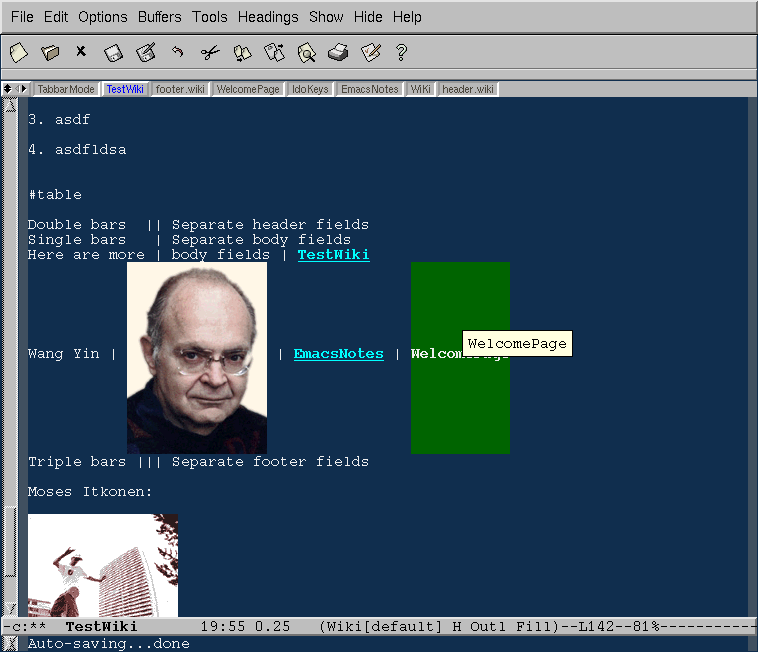 File Edit Options Buffers Tools Headings Show Hide Help
TabbarMode TestWiki footer.wiki WelcomePage IdoKeys EmacsNotes WiKi header.wiki
3. asdf
4. asdfldsa
#table
Double bars || Separate header fields
Single bars | Separate body fields
Here are more | body fields | TestWiki
Wang Yin | | EmacsNotes | WelcomePage
WelcomePage
Triple bars ||| Separate footer fields
Moses Itkonen:
-c:** TestWiki 19:55 0.25 (Wiki[default] H Outl Fill)--L142--81%-----------
Auto-saving...done